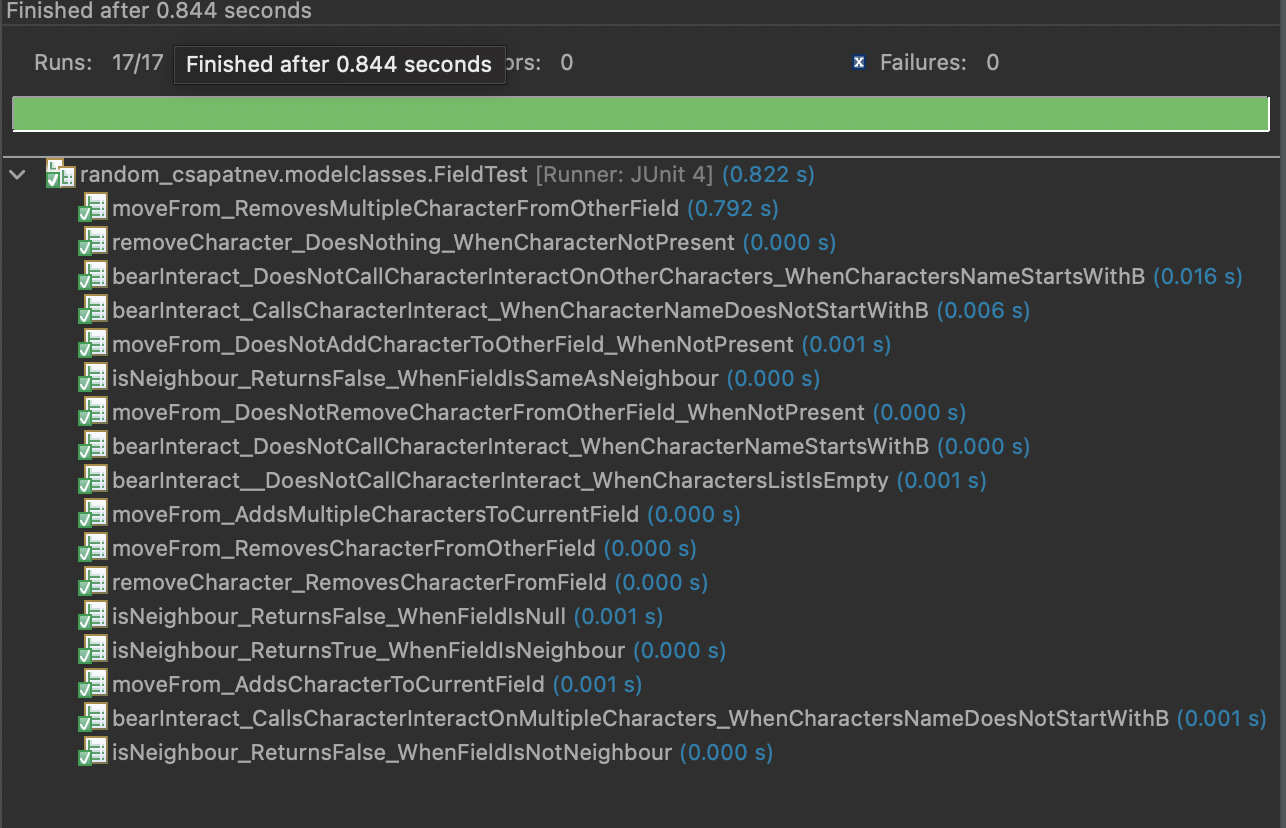 Finished after 0.844 seconds
Runs: 17/17 Finished after 0.844 seconds ors: 0 Failures: 0
random_csapatnev.modelclasses.FieldTest [Runner: JUnit 4] (0.822 s)
moveFrom_RemovesMultipleCharacterFromOtherField (0.792 s)
removeCharacter_DoesNothing_WhenCharacterNotPresent (0.000 s)
bearInteract_DoesNotCallCharacterInteractOnOtherCharacters_WhenCharactersNameStartsWithB (0.016 s)
bearInteract_CallsCharacterInteract_WhenCharacterNameDoesNotStartWithB (0.006 s)
moveFrom_DoesNotAddCharacterToOtherField_WhenNotPresent (0.001 s)
isNeighbour_ReturnsFalse_WhenFieldIsSameAsNeighbour (0.000 s)
moveFrom_DoesNotRemoveCharacterFromOtherField_WhenNotPresent (0.000 s)
bearInteract_DoesNotCallCharacterInteract_WhenCharacterNameStartsWithB (0.000 s)
bearInteract__DoesNotCallCharacterInteract_WhenCharactersListIsEmpty (0.001 s)
moveFrom_AddsMultipleCharactersToCurrentField (0.000 s)
moveFrom_RemovesCharacterFromOtherField (0.000 s)
removeCharacter_RemovesCharacterFromField (0.000 s)
isNeighbour_ReturnsFalse_WhenFieldIsNull (0.001 s)
isNeighbour_ReturnsTrue_WhenFieldIsNeighbour (0.000 s)
moveFrom_AddsCharacterToCurrentField (0.001 s)
bearInteract_CallsCharacterInteractOnMultipleCharacters_WhenCharactersNameDoesNotStartWithB (0.001 s)
isNeighbour_ReturnsFalse_WhenFieldIsNotNeighbour (0.000 s)